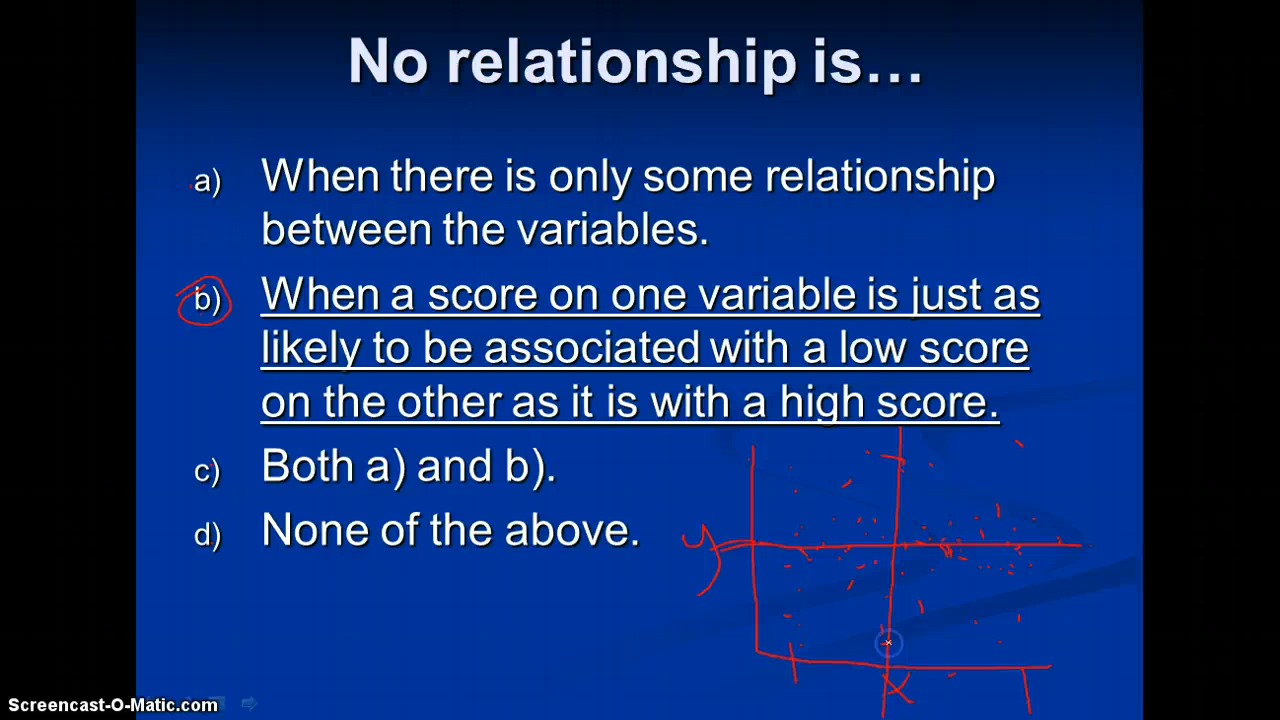 No relationship is…
a) When there is only some relationship
between the variables.
b) When a score on one variable is just as
likely to be associated with a low score
on the other as it is with a high score.
c) Both a) and b).
d) None of the above.
y
x
Screencast-O-Matic.com